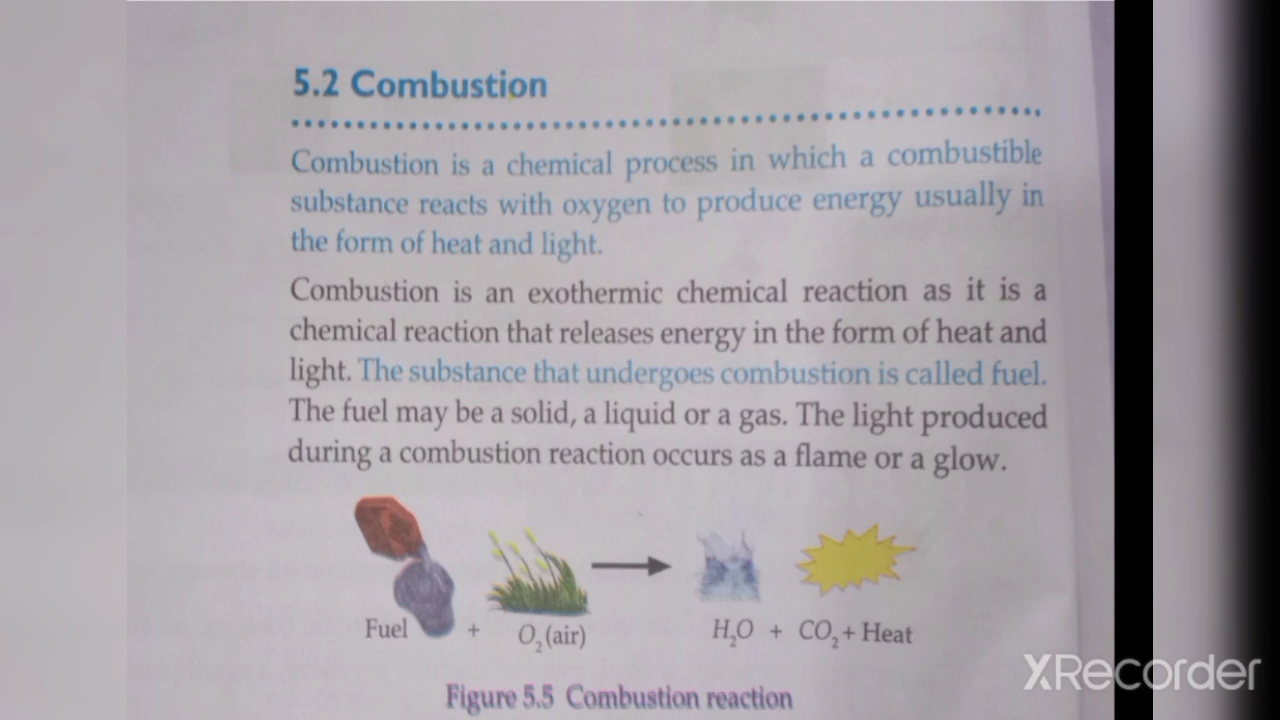 5.2 Combustion
Combustion is a chemical process in which a combustible
substance reacts with oxygen to produce energy usually in
the form of heat and light.
Combustion is an exothermic chemical reaction as it is a
chemical reaction that releases energy in the form of heat and
light. The substance that undergoes combustion is called fuel.
The fuel may be a solid, a liquid or a gas. The light produced
during a combustion reaction occurs as a flame or a glow.
Fuel + O₂ (air) H₂O + CO₂ + Heat
Figure 5.5 Combustion reaction
XRecorder